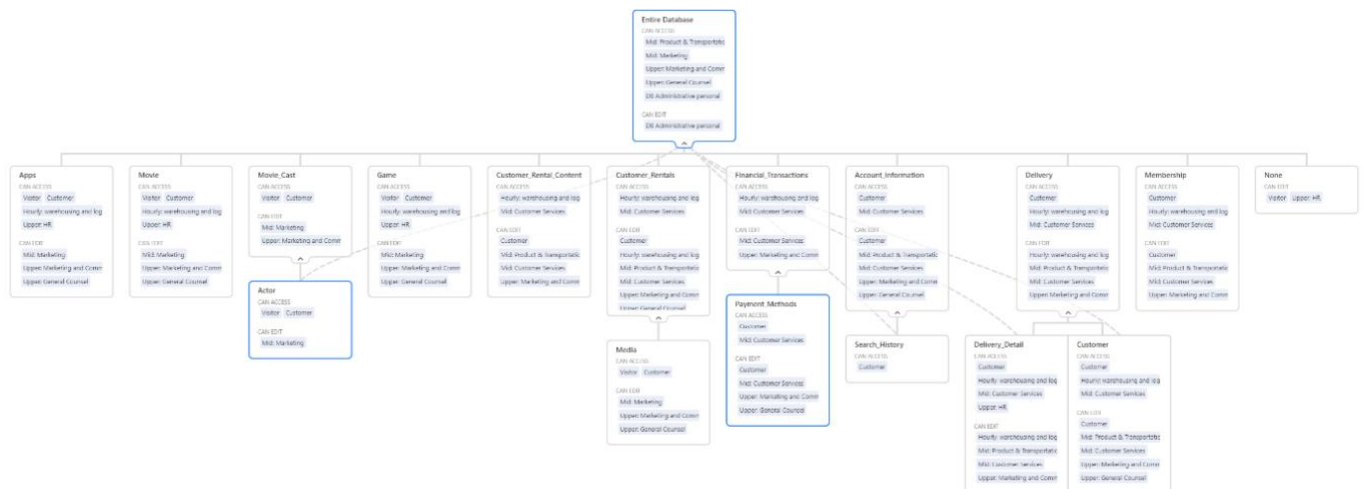 Entire Database
CAN ACCESS
Mid: Product & Transportatio
Mid: Marketing
Upper: Marketing and Comm
Upper: General Counsel
DB Administrative personal
CAN EDIT
DB Administrative personal
Apps
CAN ACCESS
Visitor Customer
Hourly: warehousing and log
Upper: HR
CAN EDIT
Mid: Marketing
Upper: Marketing and Comm
Upper: General Counsel
Movie
CAN ACCESS
Visitor Customer
Hourly: warehousing and log
Upper: HR
CAN EDIT
Mid: Marketing
Upper: Marketing and Comm
Upper: General Counsel
Movie_Cast
CAN ACCESS
Visitor Customer
CAN EDIT
Mid: Marketing
Upper: Marketing and Comm
Game
CAN ACCESS
Visitor Customer
Hourly: warehousing and log
Upper: HR
CAN EDIT
Mid: Marketing
Upper: Marketing and Comm
Upper: General Counsel
Customer_Rental_Content
CAN ACCESS
Hourly: warehousing and log
Mid: Customer Services
CAN EDIT
Customer
Mid: Product & Transportatio
Mid: Customer Services
Upper: Marketing and Comm
Customer_Rentals
CAN ACCESS
Hourly: warehousing and log
Mid: Customer Services
CAN EDIT
Customer
Hourly: warehousing and log
Mid: Product & Transportatio
Mid: Customer Services
Upper: Marketing and Comm
Upper: General Counsel
Financial_Transactions
CAN ACCESS
Hourly: warehousing and log
Mid: Customer Services
CAN EDIT
Mid: Customer Services
Upper: Marketing and Comm
Account_Information
CAN ACCESS
Customer
Mid: Customer Services
CAN EDIT
Customer
Mid: Product & Transportatio
Mid: Customer Services
Upper: Marketing and Comm
Upper: General Counsel
Delivery
CAN ACCESS
Customer
Hourly: warehousing and log
Mid: Customer Services
CAN EDIT
Hourly: warehousing and log
Mid: Product & Transportatio
Mid: Customer Services
Upper: Marketing and Comm
Membership
CAN ACCESS
Customer
Hourly: warehousing and log
Mid: Customer Services
CAN EDIT
Customer
Mid: Product & Transportatio
Mid: Customer Services
Upper: Marketing and Comm
None
CAN EDIT
Visitor Upper: HR
Actor
CAN ACCESS
Visitor Customer
CAN EDIT
Mid: Marketing
Media
CAN ACCESS
Visitor Customer
CAN EDIT
Mid: Marketing
Upper: Marketing and Comm
Upper: General Counsel
Payment_Methods
CAN ACCESS
Customer
Mid: Customer Services
CAN EDIT
Customer
Mid: Customer Services
Upper: Marketing and Comm
Upper: General Counsel
Search_History
CAN ACCESS
Customer
Delivery_Detail
CAN ACCESS
Customer
Hourly: warehousing and log
Mid: Customer Services
Upper: HR
CAN EDIT
Hourly: warehousing and log
Mid: Product & Transportatio
Mid: Customer Services
Upper: Marketing and Comm
Customer
CAN ACCESS
Customer
Hourly: warehousing and log
Mid: Customer Services
CAN EDIT
Customer
Mid: Product & Transportatio
Mid: Customer Services
Upper: Marketing and Comm
Upper: General Counsel